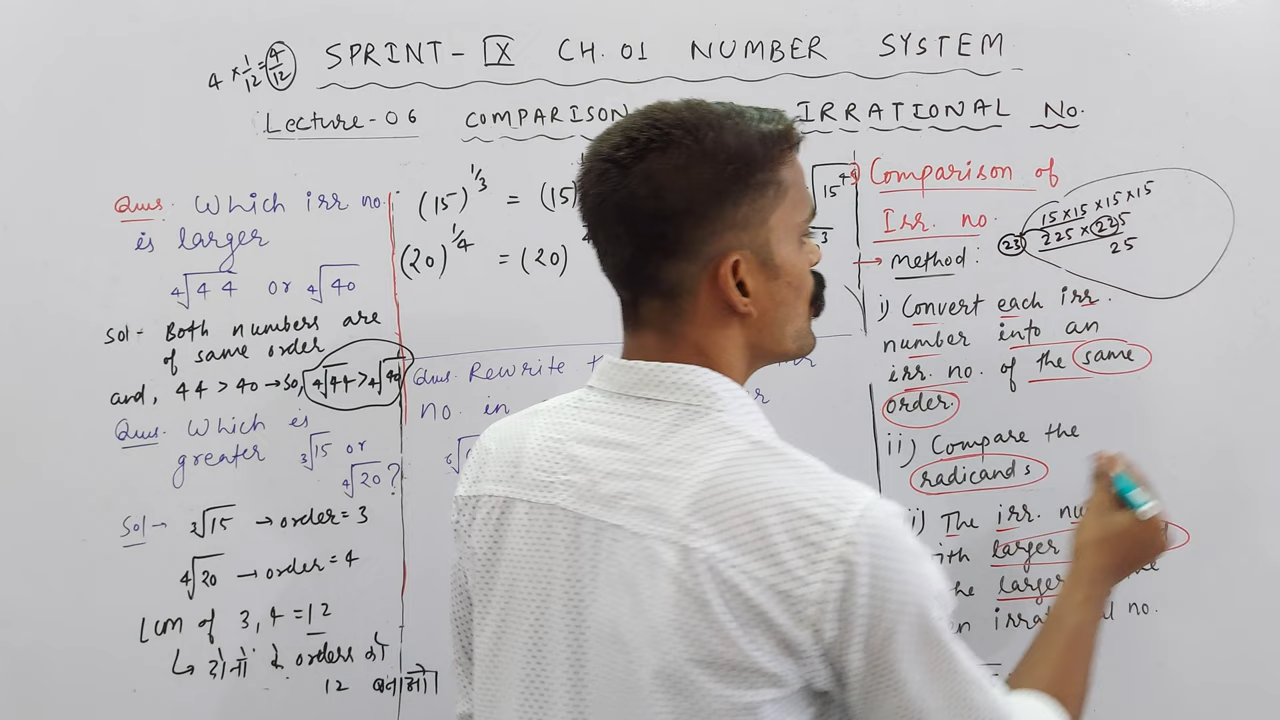 4 × 1/12 = 4/12
SPRINT - IX CH. 01 NUMBER SYSTEM
Lecture - 06 COMPARISON IRRATIONAL No.
Ques. Which irr no.
is larger
4√44 or 4√40
Sol - Both numbers are
of same order
and, 44 > 40 → So, 4√44 > 4√40
Ques. Which is
greater 3√15 or
4√20 ?
Sol → 3√15 → order = 3
4√20 → order = 4
Lcm of 3, 4 = 12
↳ दोनों के orders को
12 बनाओ
(15)^1/3 = (15)
(20)^1/4 = (20)
√15^4
3
Ques. Rewrite
no. in
Comparison of
Irr. no.
→ Method :
15×15×15×15
225 × 225
23
25
i) Convert each irr.
number into an
irr. no. of the same
order.
ii) Compare the
radicands
The irr.
larger
larger
no.